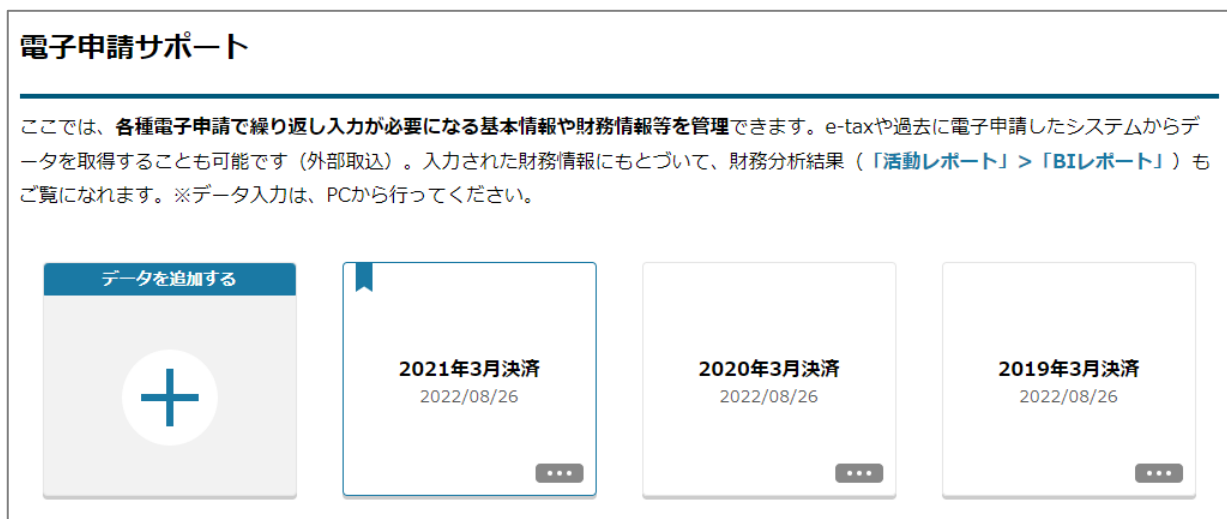 電子申請サポート
ここでは、各種電子申請で繰り返し入力が必要になる基本情報や財務情報等を管理できます。e-taxや過去に電子申請したシステムからデ
ータを取得することも可能です（外部取込）。入力された財務情報にもとづいて、財務分析結果（「活動レポート」>「BIレポート」）も
ご覧になれます。※データ入力は、PCから行ってください。
データを追加する
2021年3月決済
2022/08/26
2020年3月決済
2022/08/26
2019年3月決済
2022/08/26